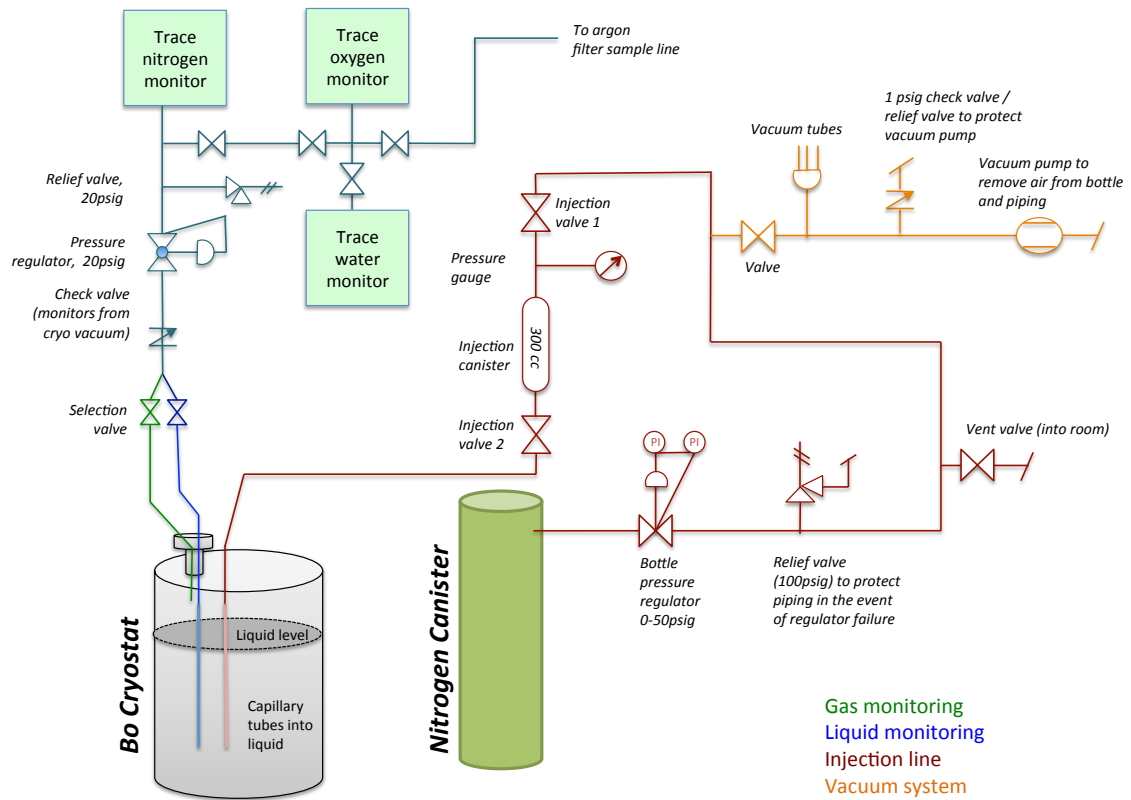 Trace
nitrogen
monitor
Trace
oxygen
monitor
To argon
filter sample line
1 psig check valve /
relief valve to protect
vacuum pump
Vacuum tubes
Vacuum pump to
remove air from bottle
and piping
Relief valve,
20psig
Injection
valve 1
Trace
water
monitor
Pressure
regulator, 20psig
Pressure
gauge
Valve
Check valve
(monitors from
cryo vacuum)
Injection
canister
300 cc
Selection
valve
Injection
valve 2
PI
PI
Vent valve (into room)
Bottle
pressure
regulator
0-50psig
Relief valve
(100psig) to protect
piping in the event
of regulator failure
Bo Cryostat
Liquid level
Capillary
tubes into
liquid
Nitrogen Canister
Gas monitoring
Liquid monitoring
Injection line
Vacuum system